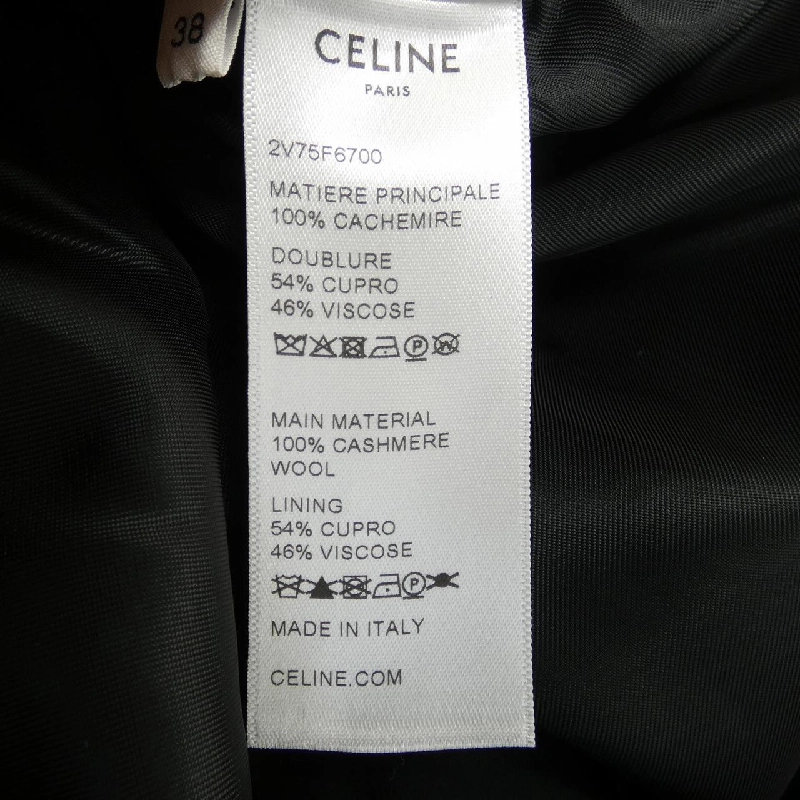 38
CELINE
PARIS
2V75F6700
MATIERE PRINCIPALE
100% CACHEMIRE
DOUBLURE
54% CUPRO
46% VISCOSE
P W
MAIN MATERIAL
100% CASHMERE
WOOL
LINING
54% CUPRO
46% VISCOSE
P
MADE IN ITALY
CELINE.COM